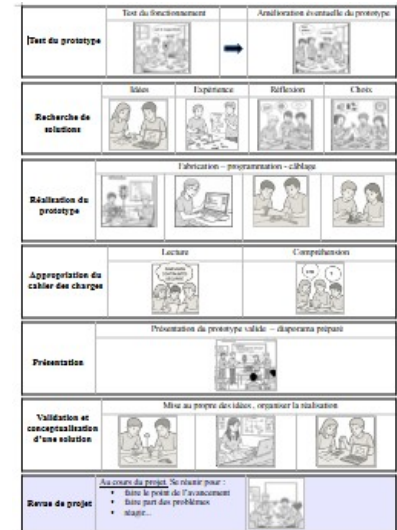 Test du fonctionnement
Amélioration éventuelle du prototype
Test du prototype
Idées
Expérience
Réflexion
Choix
Recherche de
solutions
Fabrication – programmation - câblage
Réalisation du
prototype
Lecture
Compréhension
Appropriation du
cahier des charges
Présentation du prototype validé – diaporama préparé
Présentation
Mise au propre des idées, organiser la réalisation
Validation et
conceptualisation
d'une solution
Au cours du projet. Se réunir pour :
• faire le point de l'avancement
• faire part des problèmes
• réagir...
Revue de projet